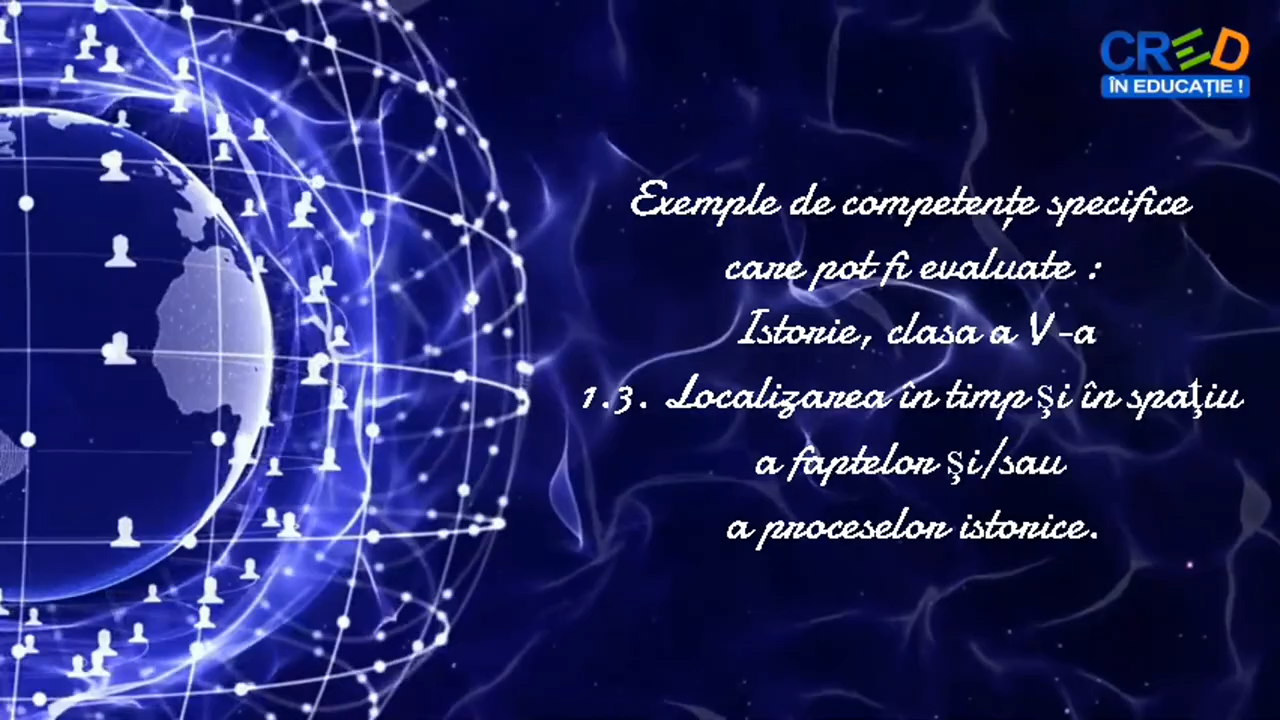 CRED
ÎN EDUCAȚIE !
Exemple de competențe specifice
care pot fi evaluate :
Istorie, clasa a V-a
1.3. Localizarea în timp şi în spaţiu
a faptelor şi/sau
a proceselor istorice.